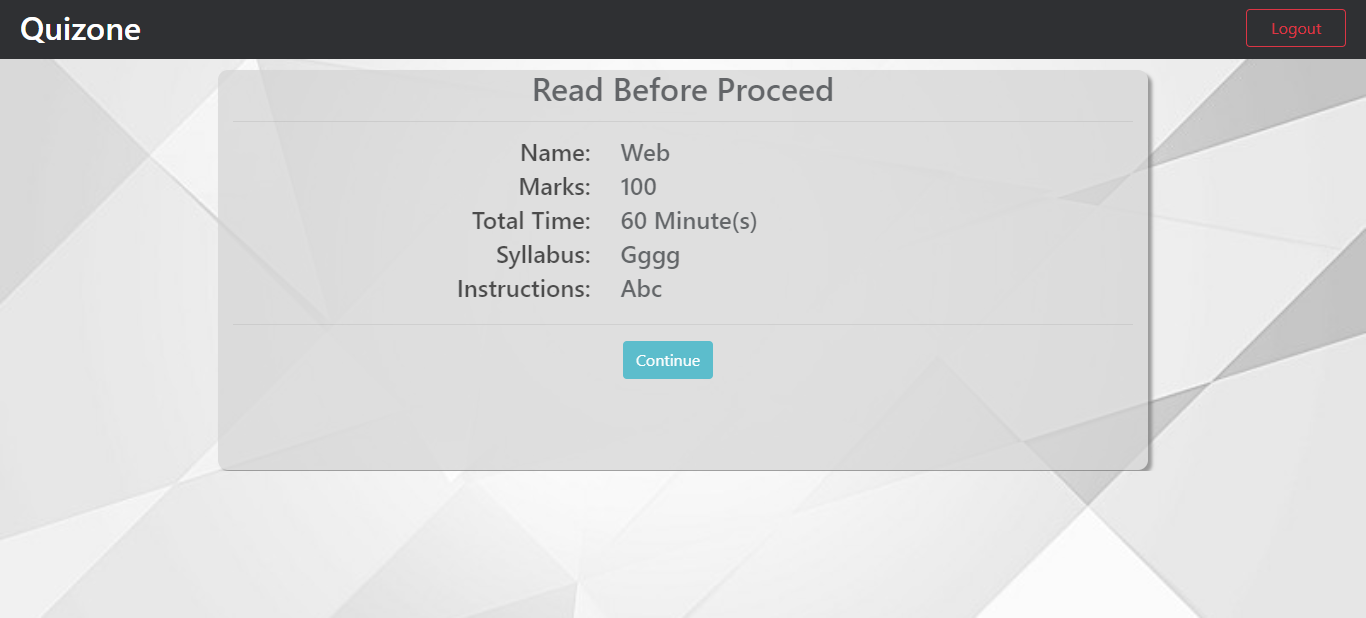 Quizone
Logout
Read Before Proceed
Name: Web
Marks: 100
Total Time: 60 Minute(s)
Syllabus: Gggg
Instructions: Abc
Continue